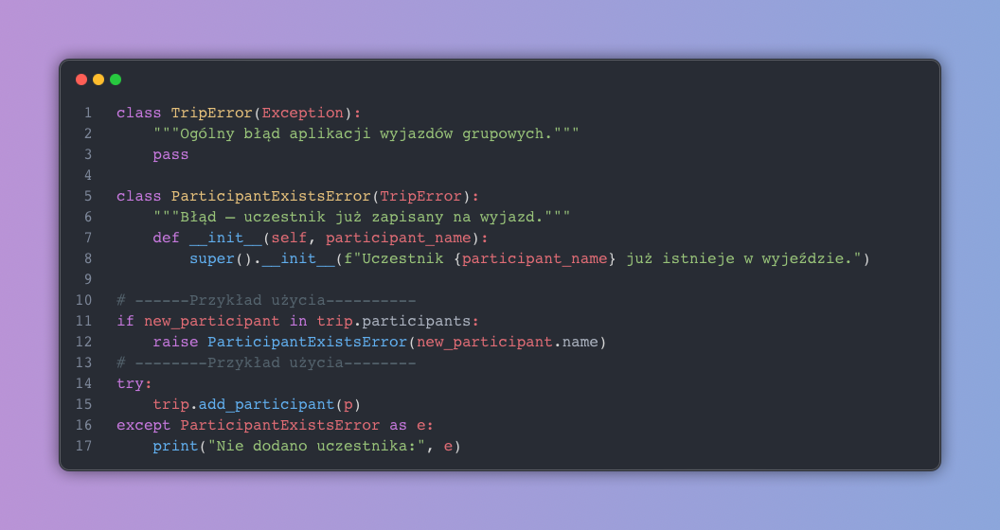 1 class TripError(Exception):
2     """Ogólny błąd aplikacji wyjazdów grupowych."""
3     pass
4
5 class ParticipantExistsError(TripError):
6     """Błąd – uczestnik już zapisany na wyjazd."""
7     def __init__(self, participant_name):
8         super().__init__(f"Uczestnik {participant_name} już istnieje w wyjeździe.")
9
10 # ------Przykład użycia----------
11 if new_participant in trip.participants:
12     raise ParticipantExistsError(new_participant.name)
13 # --------Przykład użycia--------
14 try:
15     trip.add_participant(p)
16 except ParticipantExistsError as e:
17     print("Nie dodano uczestnika:", e)